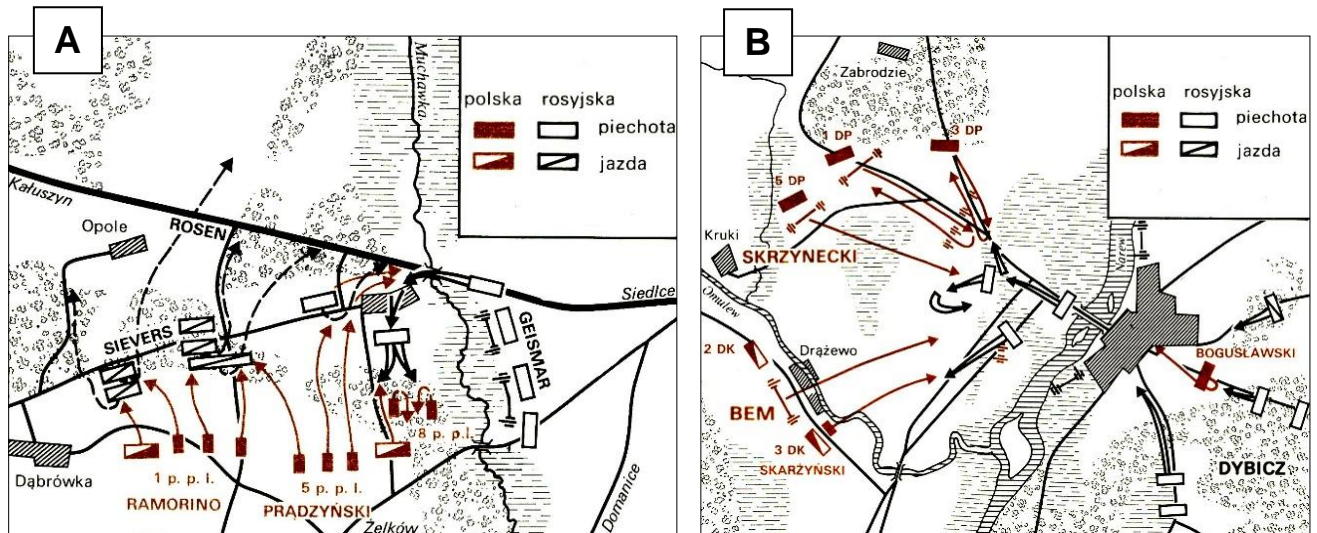 A
Muchawka
polska rosyjska
piechota
jazda
Kałuszyn
Opole
ROSEN
Siedlce
SIEVERS
GEISMAR
8 p. p. l.
Dąbrówka
1 p. p. l.
5 p. p. l.
RAMORINO
PRĄDZYŃSKI
Żelków
Domanice
B
Zabrodzie
polska rosyjska
piechota
jazda
1 DP
3 DP
5 DP
Kruki
SKRZYNECKI
Narew
Omulew
2 DK
Drążewo
BOGUSŁAWSKI
BEM
3 DK
SKARŻYŃSKI
DYBICZ